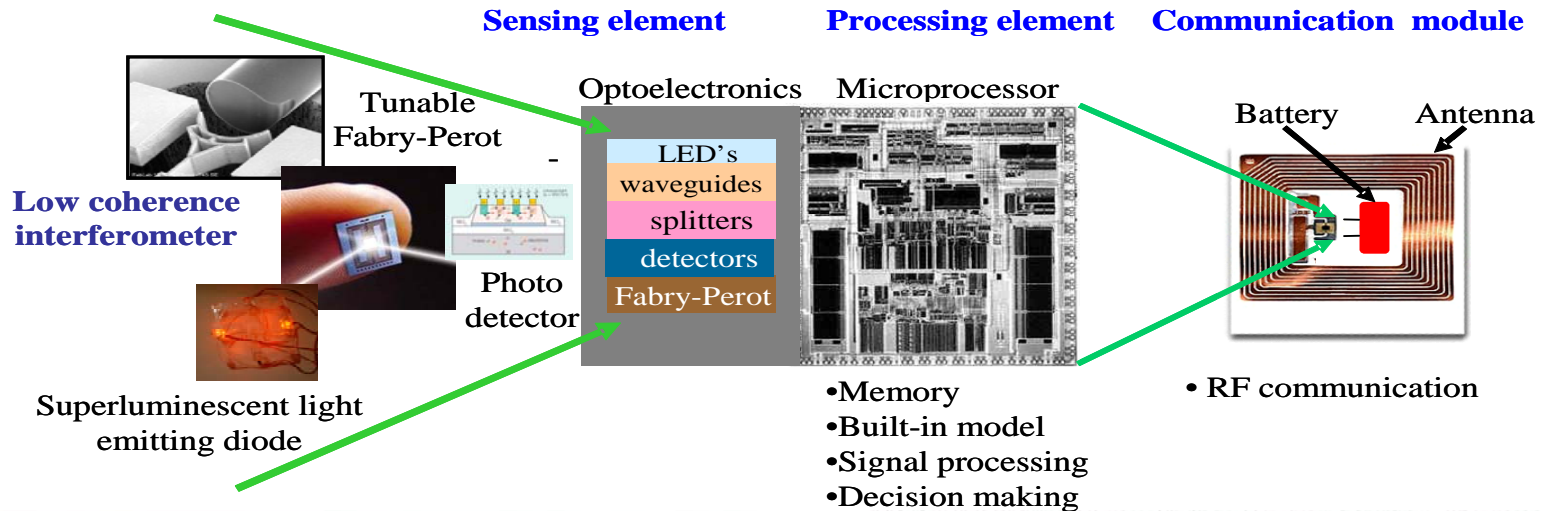 Sensing element
Processing element
Communication module
Tunable
Fabry-Perot
-
Low coherence
interferometer
Photo
detector
Superluminescent light
emitting diode
Optoelectronics
LED's
waveguides
splitters
detectors
Fabry-Perot
Microprocessor
•Memory
•Built-in model
•Signal processing
•Decision making
Battery
Antenna
• RF communication